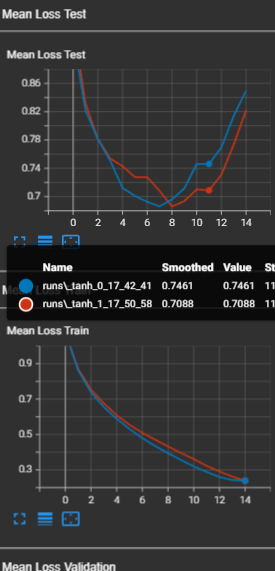 Mean Loss Test
Mean Loss Test
0.86
0.82
0.78
0.74
0.7
0 2 4 6 8 10 12 14
Name Smoothed Value St
runs\_tanh_0_17_42_41 0.7461 0.7461 11
runs\_tanh_1_17_50_58 0.7088 0.7088 11
Mean Loss Train
0.9
0.7
0.5
0.3
0 2 4 6 8 10 12 14
Mean Loss Validation